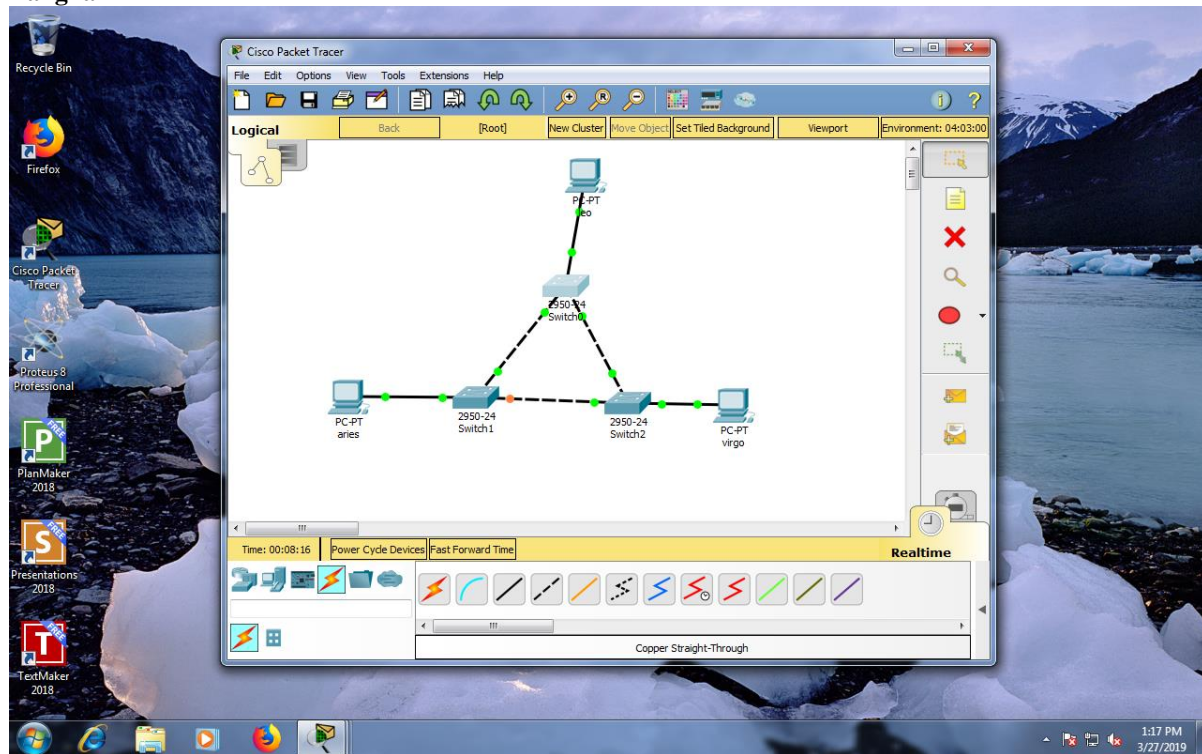 Recycle Bin
Firefox
Cisco Packet
Tracer
Proteus 8
Professional
FREE
PlanMaker
2018
FREE
Presentations
2018
FREE
TextMaker
2018
Cisco Packet Tracer
File Edit Options View Tools Extensions Help
Logical Back [Root] New Cluster Move Object Set Tiled Background Viewport Environment: 04:03:00
PC-PT
leo
2950-24
Switch0
PC-PT
aries
2950-24
Switch1
2950-24
Switch2
PC-PT
virgo
Time: 00:08:16 Power Cycle Devices Fast Forward Time Realtime
Copper Straight-Through
1:17 PM
3/27/2019